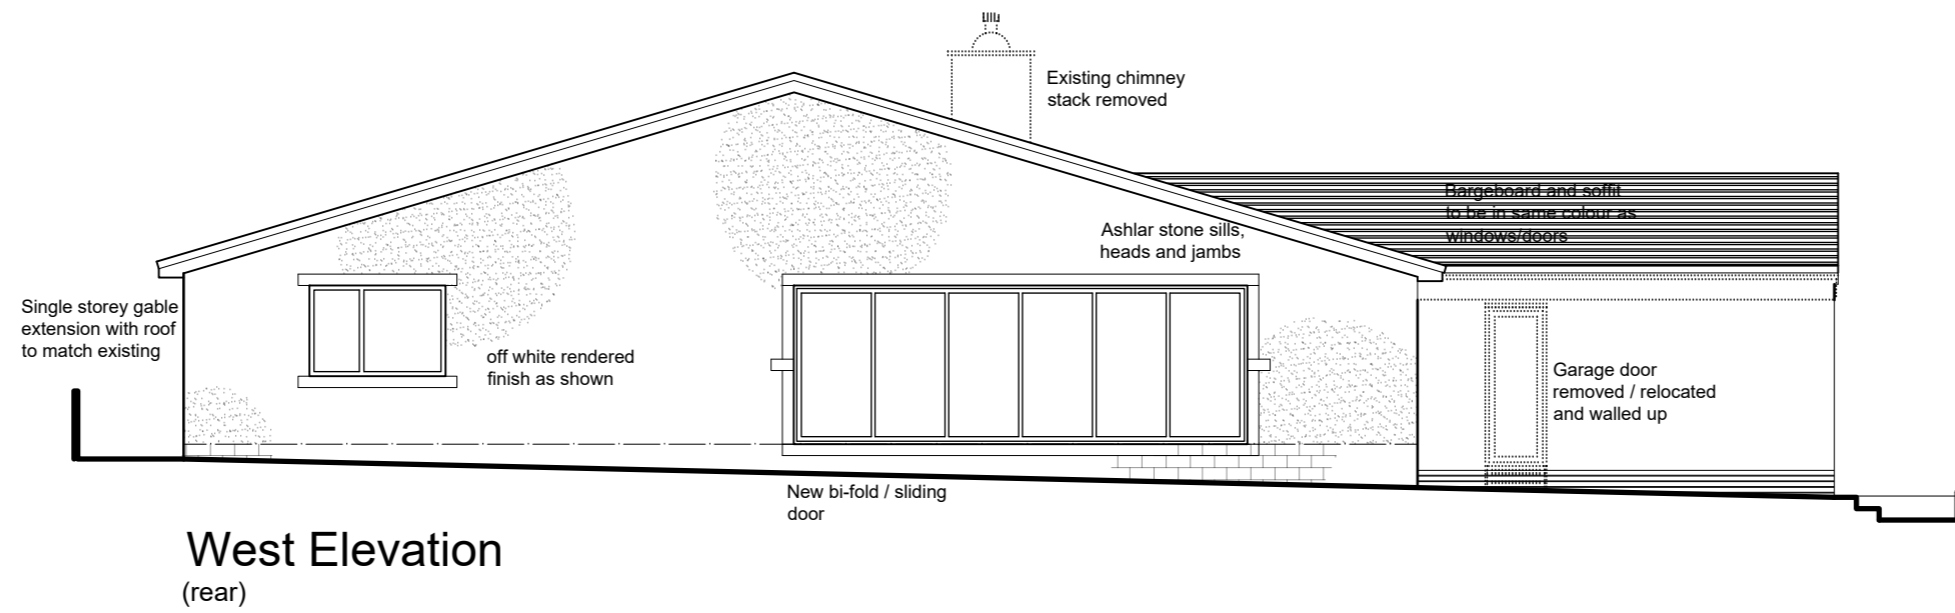 Existing chimney
stack removed
Bargeboard and soffit
to be in same colour as
windows/doors
Ashlar stone sills,
heads and jambs
Single storey gable
extension with roof
to match existing
off white rendered
finish as shown
Garage door
removed / relocated
and walled up
New bi-fold / sliding
door
West Elevation
(rear)